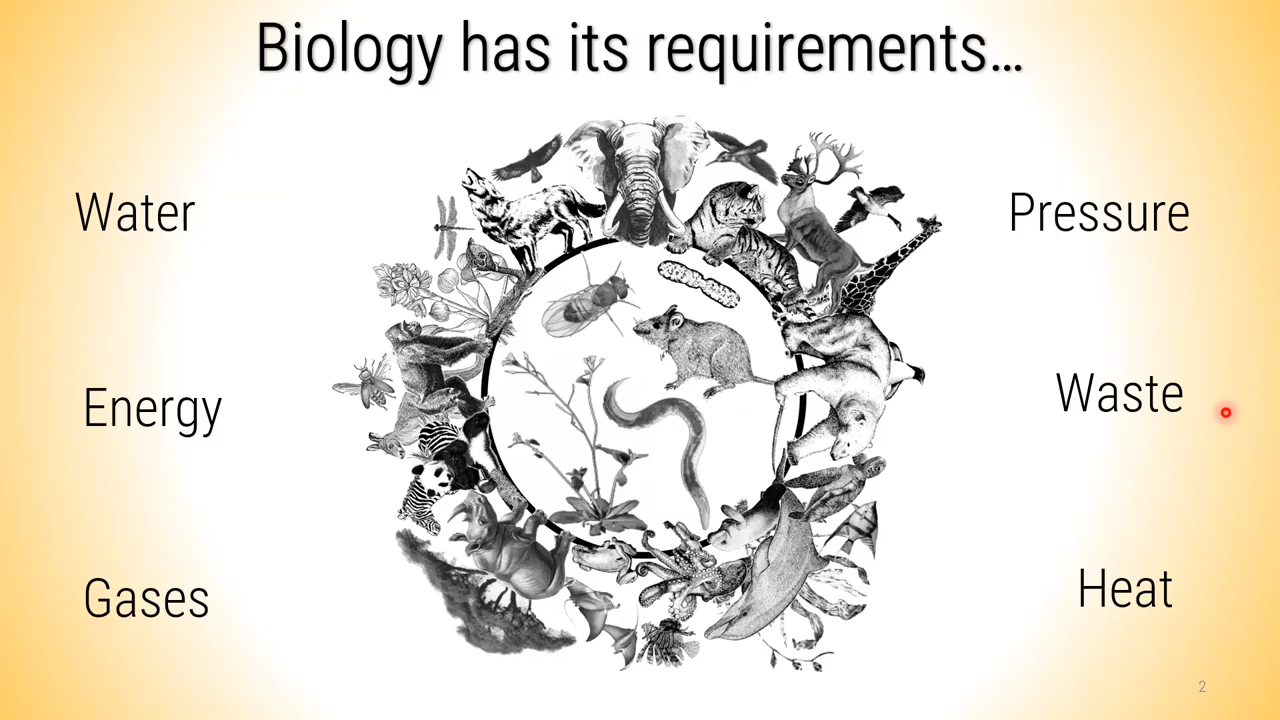 Biology has its requirements…
Water
Pressure
Energy
Waste
Gases
Heat
2